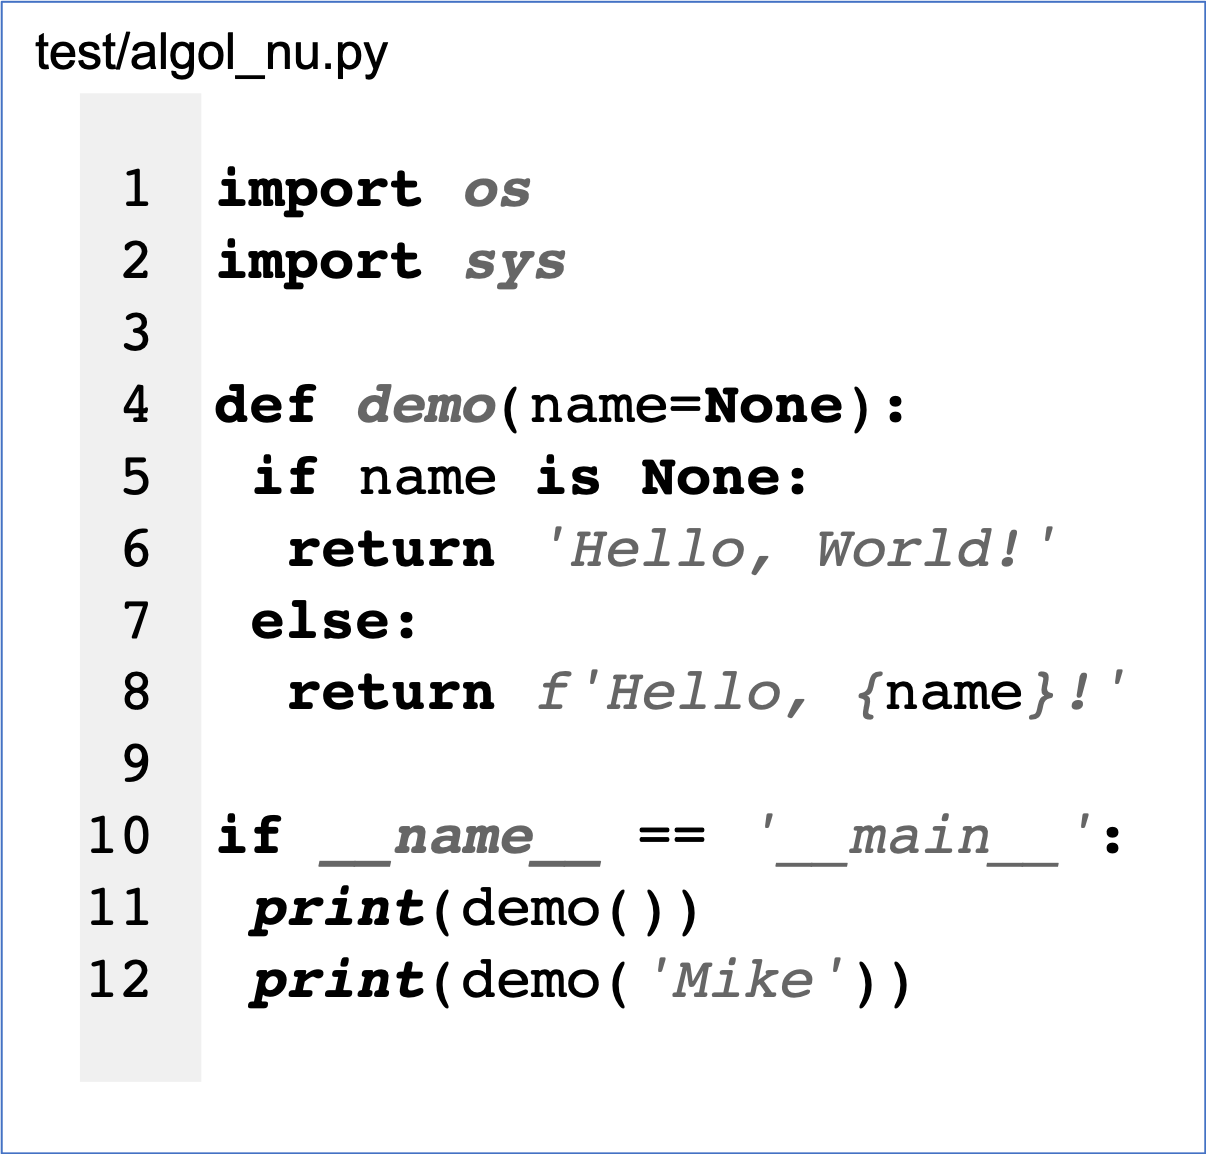 test/algol_nu.py
1 import os
2 import sys
3
4 def demo(name=None):
5  if name is None:
6   return 'Hello, World!'
7  else:
8   return f'Hello, {name}!'
9
10 if __name__ == '__main__':
11  print(demo())
12  print(demo('Mike'))